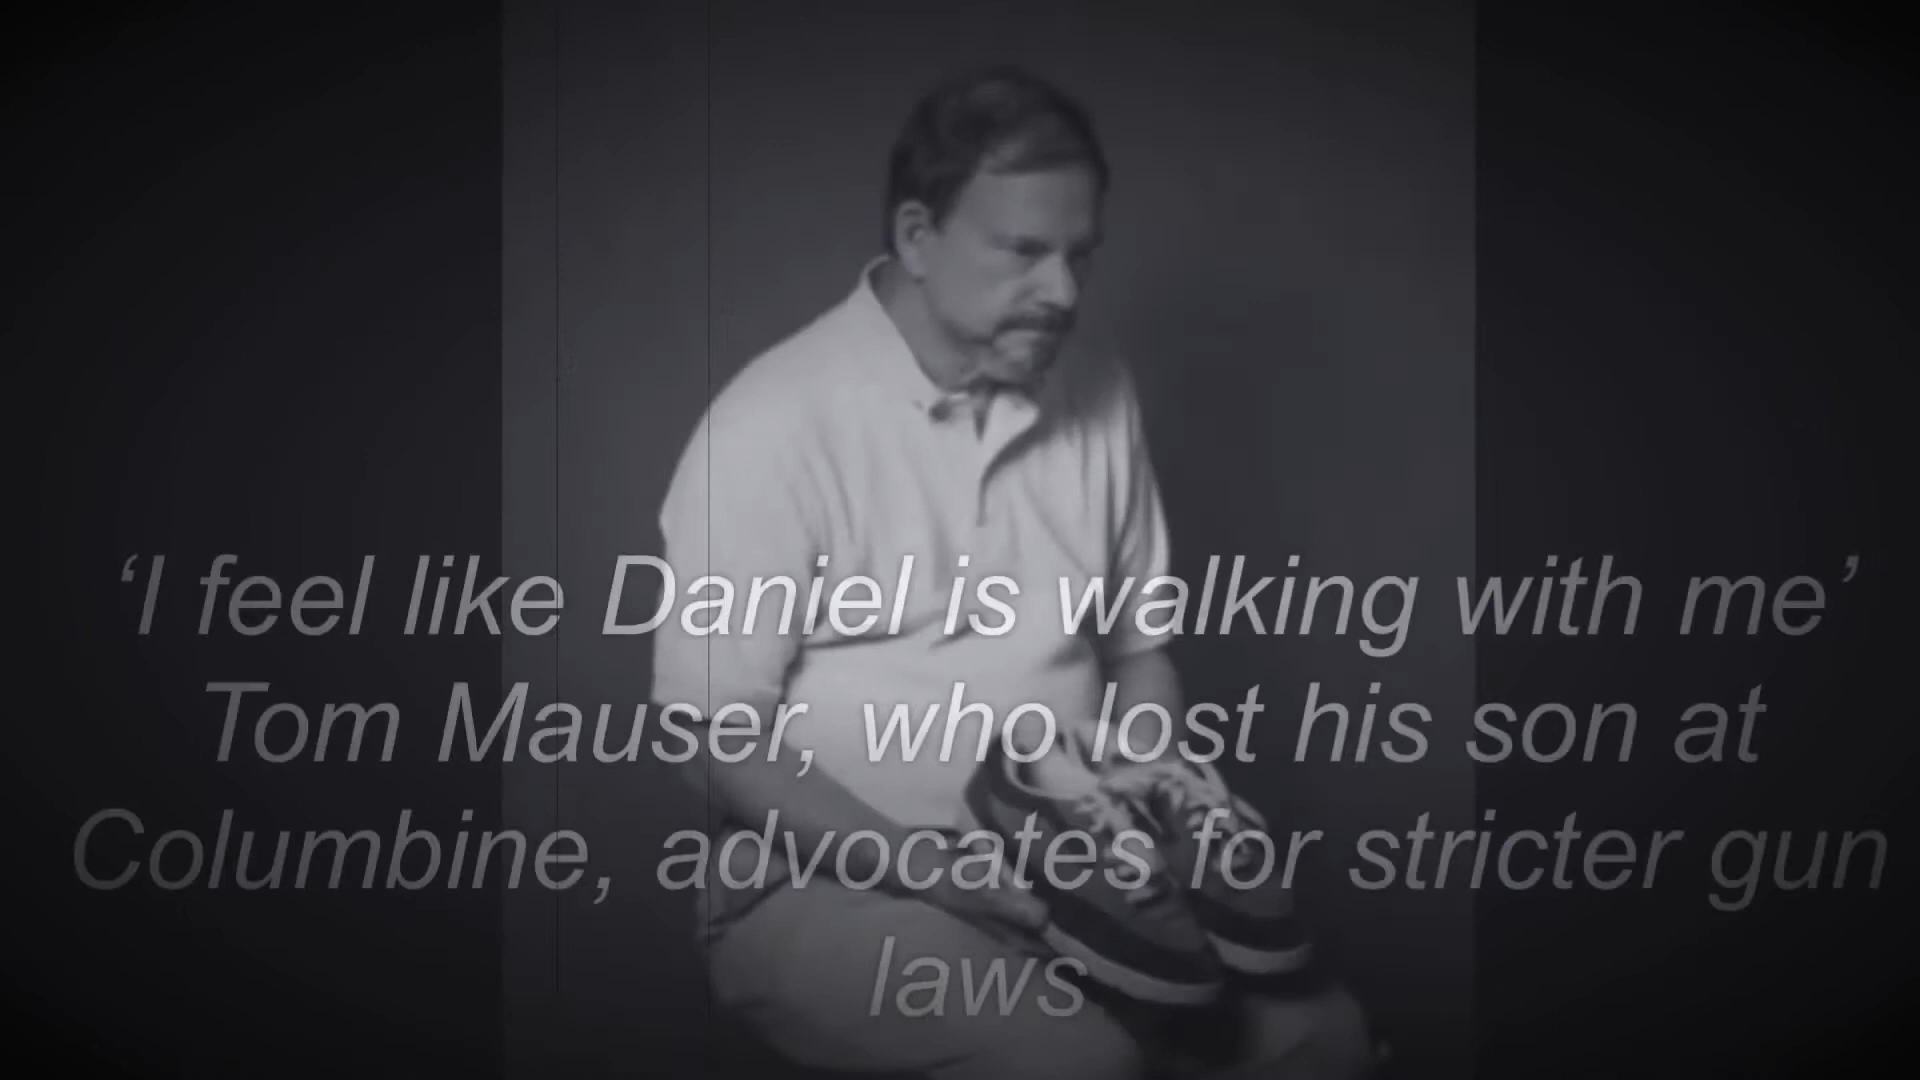 ‘I feel like Daniel is walking with me’
Tom Mauser, who lost his son at
Columbine, advocates for stricter gun
laws